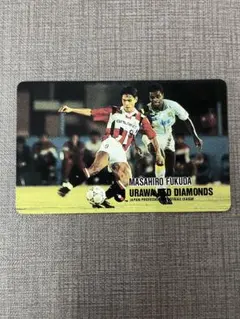 MASAHIRO FUKUDA
URAWA RED DIAMONDS
JAPAN PROFESSIONAL FOOTBALL LEAGUE